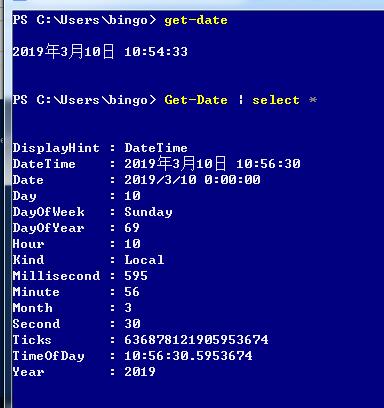 PS C:\Users\bingo> get-date
2019年3月10日 10:54:33
PS C:\Users\bingo> Get-Date | select *
DisplayHint : DateTime
DateTime : 2019年3月10日 10:56:30
Date : 2019/3/10 0:00:00
Day : 10
DayOfWeek : Sunday
DayOfYear : 69
Hour : 10
Kind : Local
Millisecond : 595
Minute : 56
Month : 3
Second : 30
Ticks : 636878121905953674
TimeOfDay : 10:56:30.5953674
Year : 2019